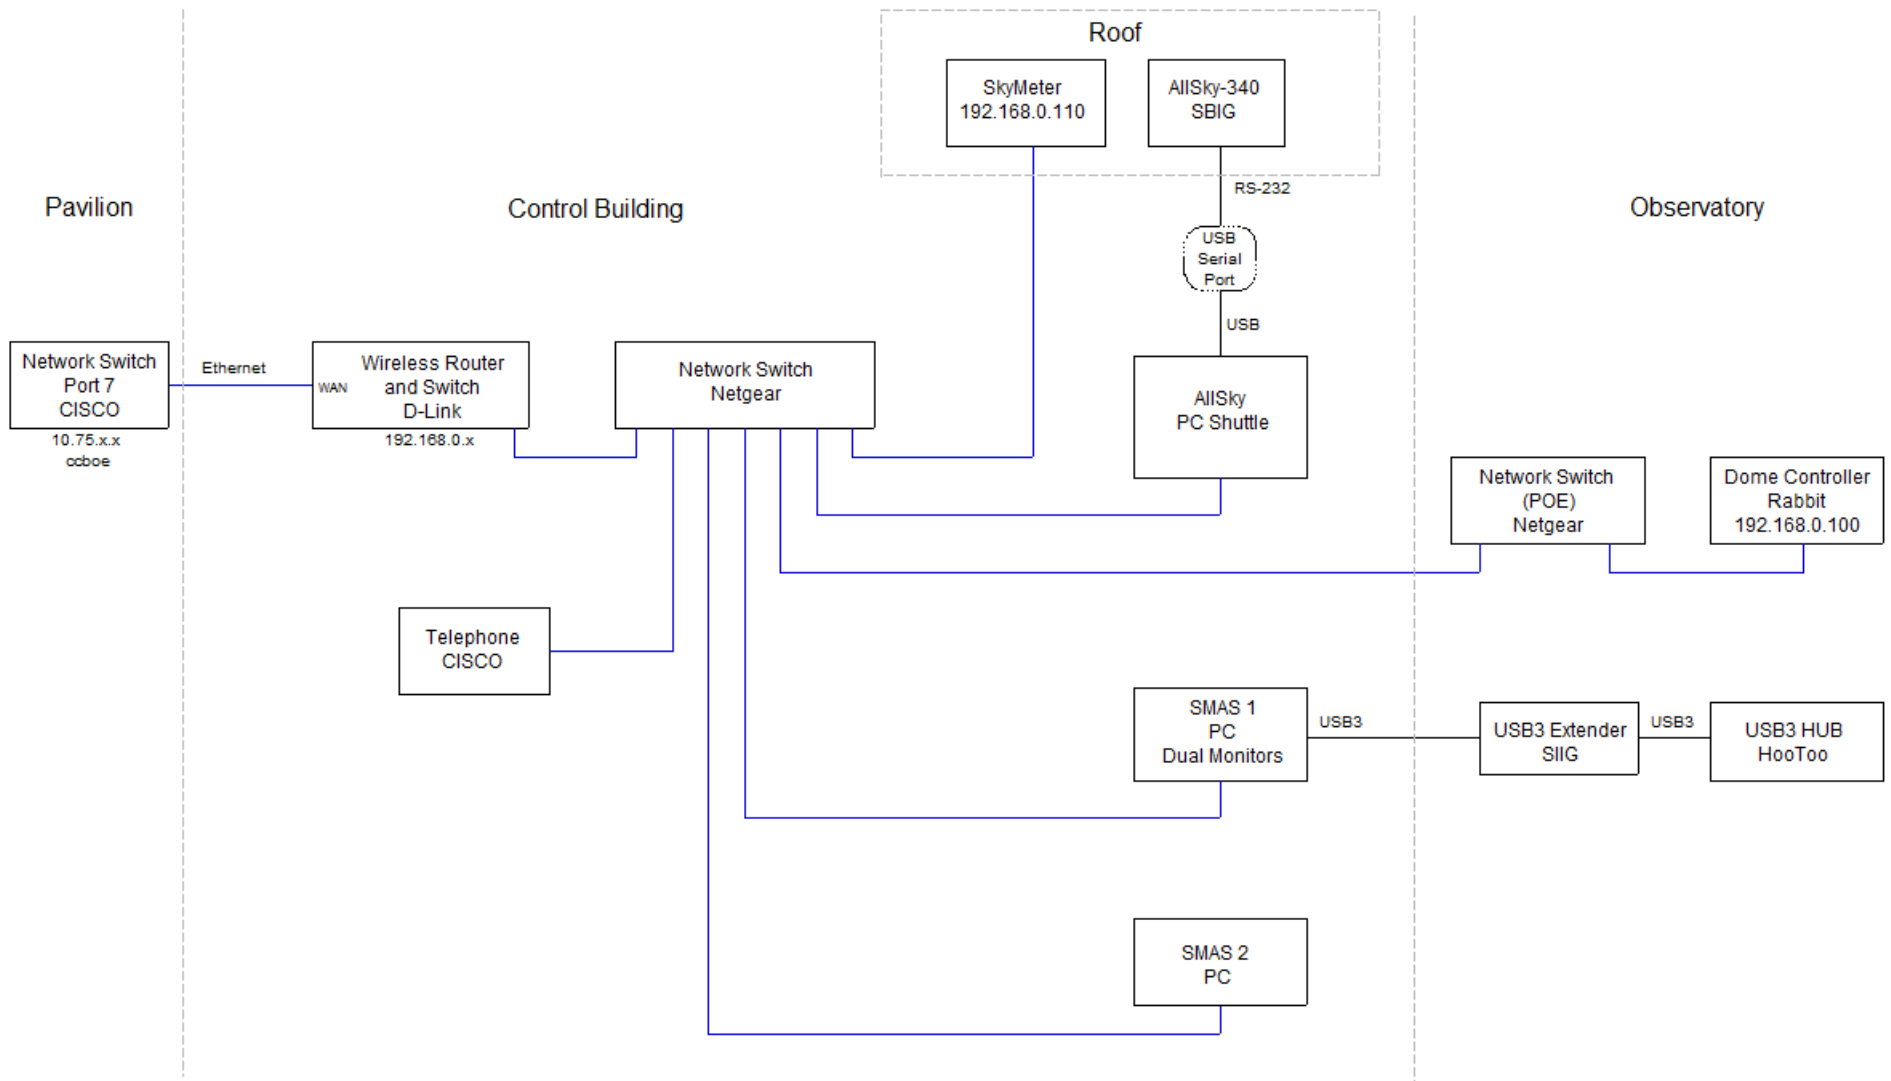 Roof
SkyMeter
192.168.0.110
AllSky-340
SBIG
RS-232
Pavilion
Control Building
Observatory
USB
Serial
Port
USB
Network Switch
Port 7
CISCO
10.75.x.x
ccboe
Ethernet
WAN
Wireless Router
and Switch
D-Link
192.168.0.x
Network Switch
Netgear
AllSky
PC Shuttle
Network Switch
(POE)
Netgear
Dome Controller
Rabbit
192.168.0.100
Telephone
CISCO
SMAS 1
PC
Dual Monitors
USB3
USB3 Extender
SIIG
USB3
USB3 HUB
HooToo
SMAS 2
PC